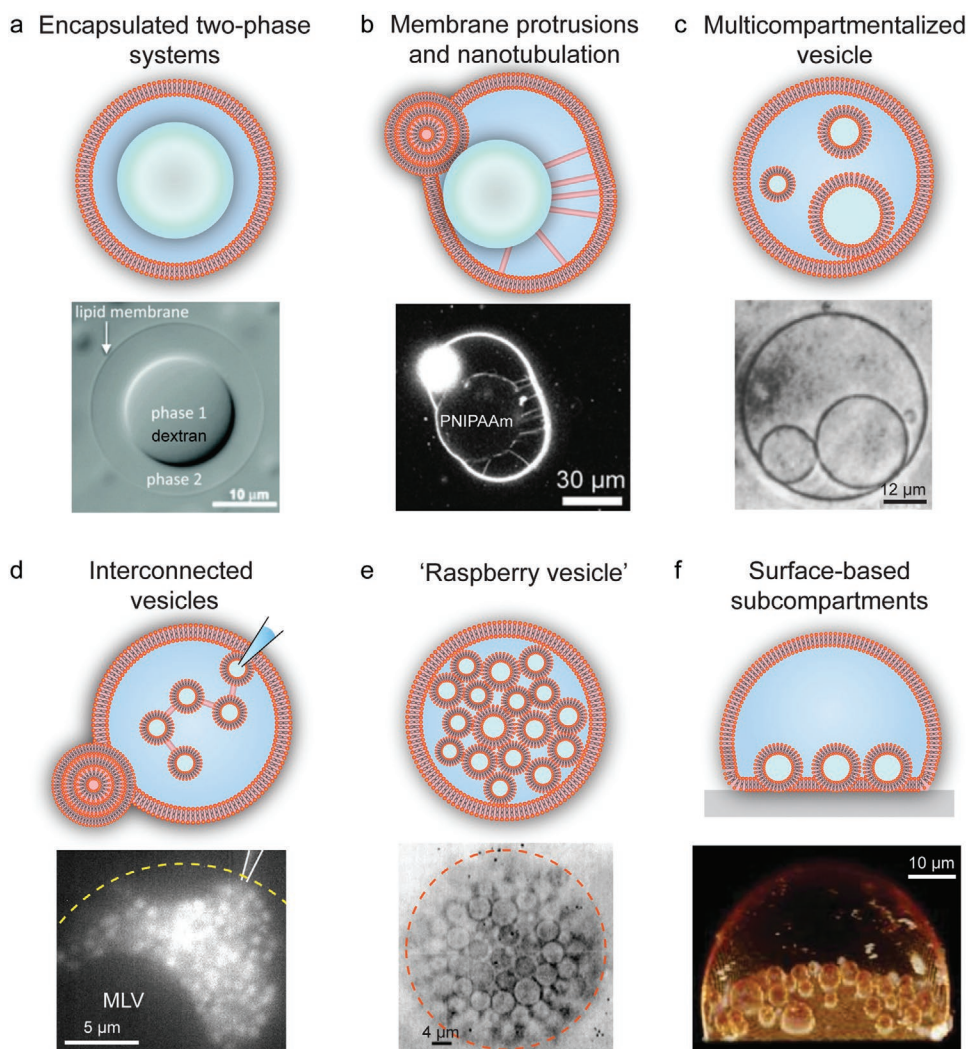 a Encapsulated two-phase
systems
b Membrane protrusions
and nanotubulation
c Multicompartmentalized
vesicle
lipid membrane
phase 1
dextran
phase 2
10 μm
PNIPAAm
30 μm
12 μm
d Interconnected
vesicles
e ‘Raspberry vesicle’
f Surface-based
subcompartments
MLV
5 μm
4 μm
10 μm